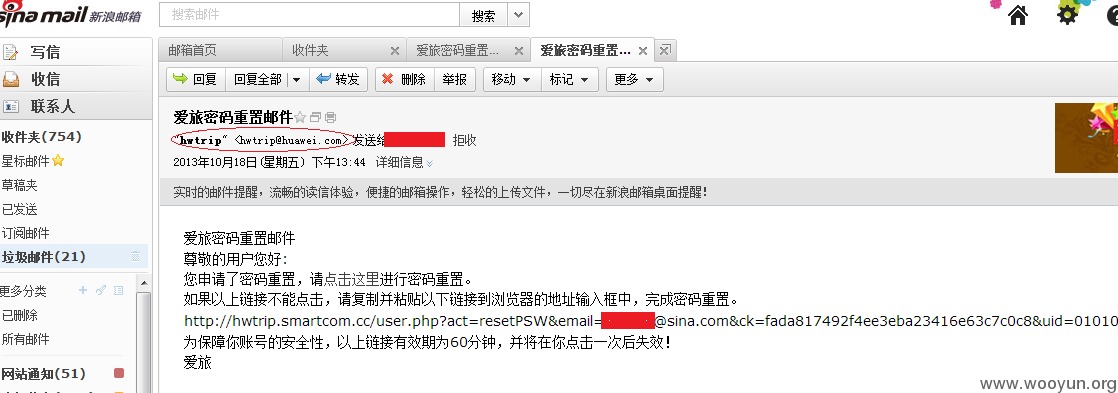 sina mail 新浪邮箱
搜索邮件
搜索
写信
收信
联系人
收件夹(754)
星标邮件
草稿夹
已发送
订阅邮件
垃圾邮件(21)
更多分类
已删除
所有邮件
网站通知(51)
邮箱首页
收件夹
爱旅密码重置...
爱旅密码重置...
回复
回复全部
转发
删除
举报
移动
标记
更多
爱旅密码重置邮件
"hwtrip" <hwtrip@huawei.com> 发送给
拒收
2013年10月18日(星期五) 下午13:44 详细信息
实时的邮件提醒，流畅的读信体验，便捷的邮箱操作，轻松的上传文件，一切尽在新浪邮箱桌面提醒!
爱旅密码重置邮件
尊敬的用户您好:
您申请了密码重置，请点击这里进行密码重置。
如果以上链接不能点击，请复制并粘贴以下链接到浏览器的地址输入框中，完成密码重置。
http://hwtrip.smartcom.cc/user.php?act=resetPSW&email= @sina.com&ck=fada817492f4ee3eba23416e63c7c0c8&uid=01010
为保障你账号的安全性，以上链接有效期为60分钟，并将在你点击一次后失效!
爱旅
www.wooyun.org